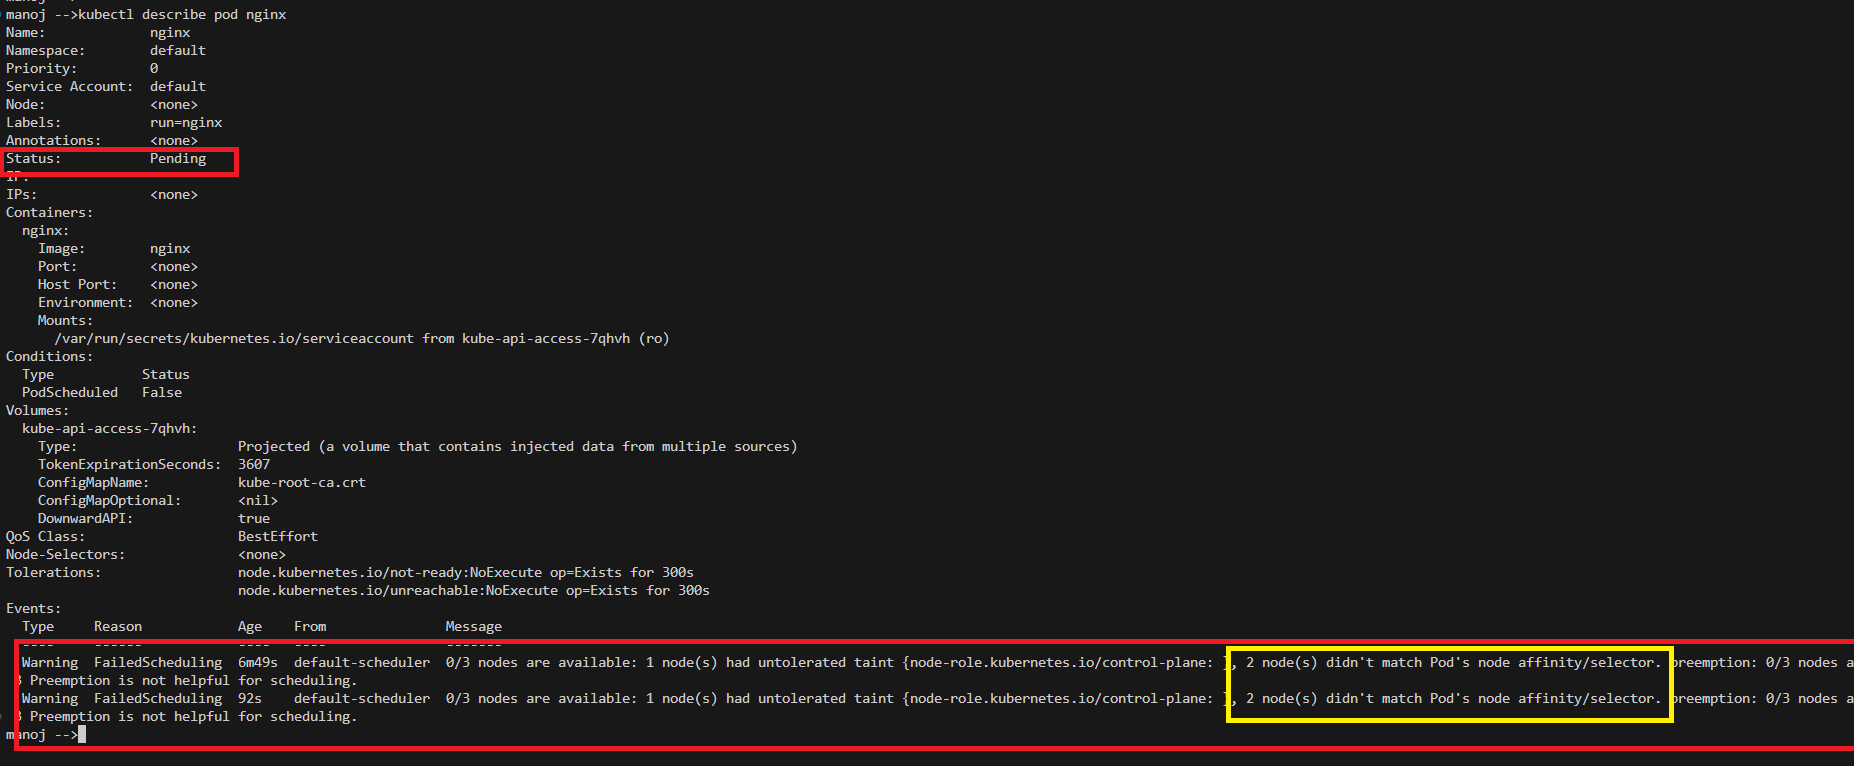 manoj -->kubectl describe pod nginx
Name:             nginx
Namespace:        default
Priority:         0
Service Account:  default
Node:             <none>
Labels:           run=nginx
Annotations:      <none>
Status:           Pending
IP:
IPs:              <none>
Containers:
  nginx:
    Image:        nginx
    Port:         <none>
    Host Port:    <none>
    Environment:  <none>
    Mounts:
      /var/run/secrets/kubernetes.io/serviceaccount from kube-api-access-7qhvh (ro)
Conditions:
  Type           Status
  PodScheduled   False
Volumes:
  kube-api-access-7qhvh:
    Type:                    Projected (a volume that contains injected data from multiple sources)
    TokenExpirationSeconds:  3607
    ConfigMapName:           kube-root-ca.crt
    ConfigMapOptional:       <nil>
    DownwardAPI:             true
QoS Class:                   BestEffort
Node-Selectors:              <none>
Tolerations:                 node.kubernetes.io/not-ready:NoExecute op=Exists for 300s
                             node.kubernetes.io/unreachable:NoExecute op=Exists for 300s
Events:
  Type     Reason            Age    From               Message
  ----     ------            ----   ----               -------
  Warning  FailedScheduling  6m49s  default-scheduler  0/3 nodes are available: 1 node(s) had untolerated taint {node-role.kubernetes.io/control-plane: }, 2 node(s) didn't match Pod's node affinity/selector. preemption: 0/3 nodes a
3 Preemption is not helpful for scheduling.
  Warning  FailedScheduling  92s    default-scheduler  0/3 nodes are available: 1 node(s) had untolerated taint {node-role.kubernetes.io/control-plane: }, 2 node(s) didn't match Pod's node affinity/selector. preemption: 0/3 nodes a
3 Preemption is not helpful for scheduling.
manoj -->